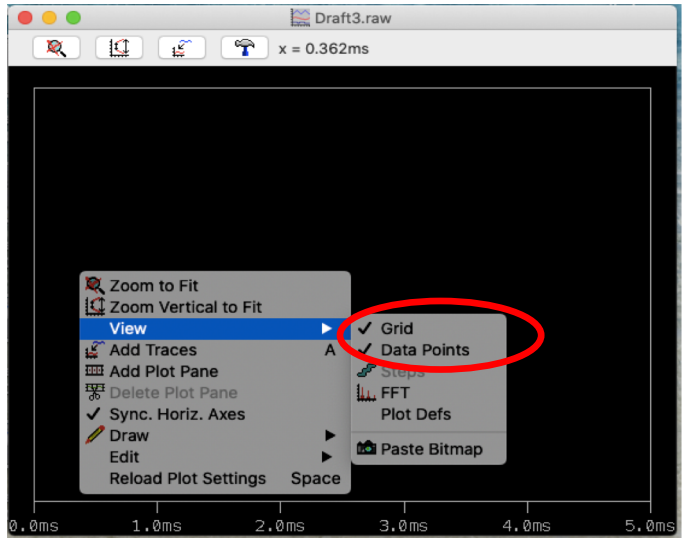 Draft3.raw
x = 0.362ms
Zoom to Fit
Zoom Vertical to Fit
View
Add Traces A
Add Plot Pane
Delete Plot Pane
Sync. Horiz. Axes
Draw
Edit
Reload Plot Settings Space
Grid
Data Points
Steps
FFT
Plot Defs
Paste Bitmap
0.0ms 1.0ms 2.0ms 3.0ms 4.0ms 5.0ms